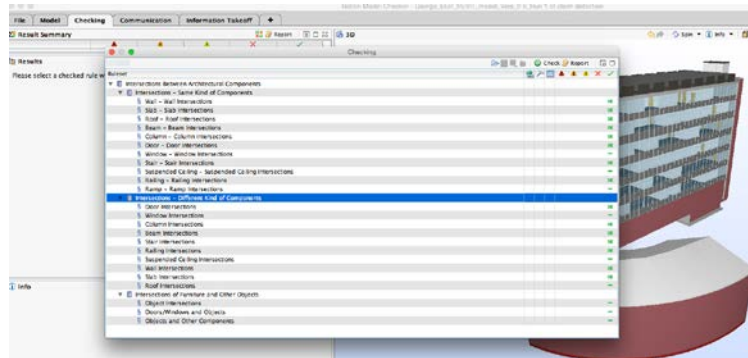 File Model Checking Communication Information Takeoff +
Result Summary Report 3D Spin Info
Checking
Results Check Report
Please select a checked rule w
Ruleset
Intersections Between Architectural Components
Intersections - Same Kind of Components
Wall - Wall Intersections
Slab - Slab Intersections
Roof - Roof Intersections
Beam - Beam Intersections
Column - Column Intersections
Door - Door Intersections
Window - Window Intersections
Stair - Stair Intersections
Suspended Ceiling - Suspended Ceiling Intersections
Railing - Railing Intersections
Ramp - Ramp Intersections
Intersections - Different Kind of Components
Door Intersections
Window Intersections
Column Intersections
Beam Intersections
Stair Intersections
Railing Intersections
Suspended Ceiling Intersections
Wall Intersections
Slab Intersections
Roof Intersections
Info
Intersections of Furniture and Other Objects
Object Intersections
Doors/Windows and Objects
Objects and Other Components